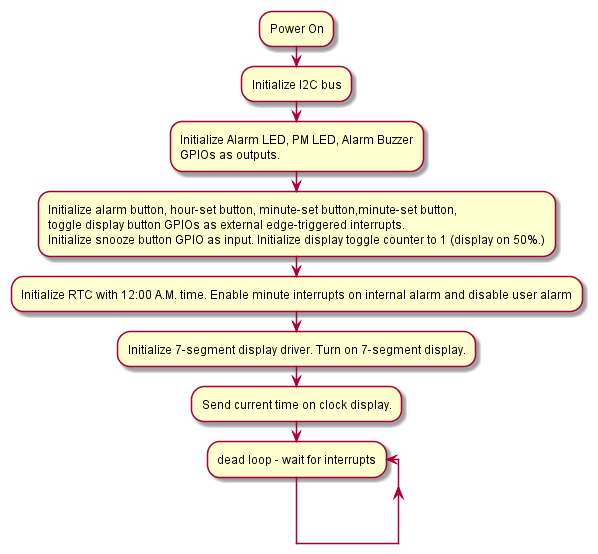 Power On
Initialize I2C bus
Initialize Alarm LED, PM LED, Alarm Buzzer
GPIOs as outputs.
Initialize alarm button, hour-set button, minute-set button,minute-set button,
toggle display button GPIOs as external edge-triggered interrupts.
Initialize snooze button GPIO as input. Initialize display toggle counter to 1 (display on 50%.)
Initialize RTC with 12:00 A.M. time. Enable minute interrupts on internal alarm and disable user alarm
Initialize 7-segment display driver. Turn on 7-segment display.
Send current time on clock display.
dead loop - wait for interrupts